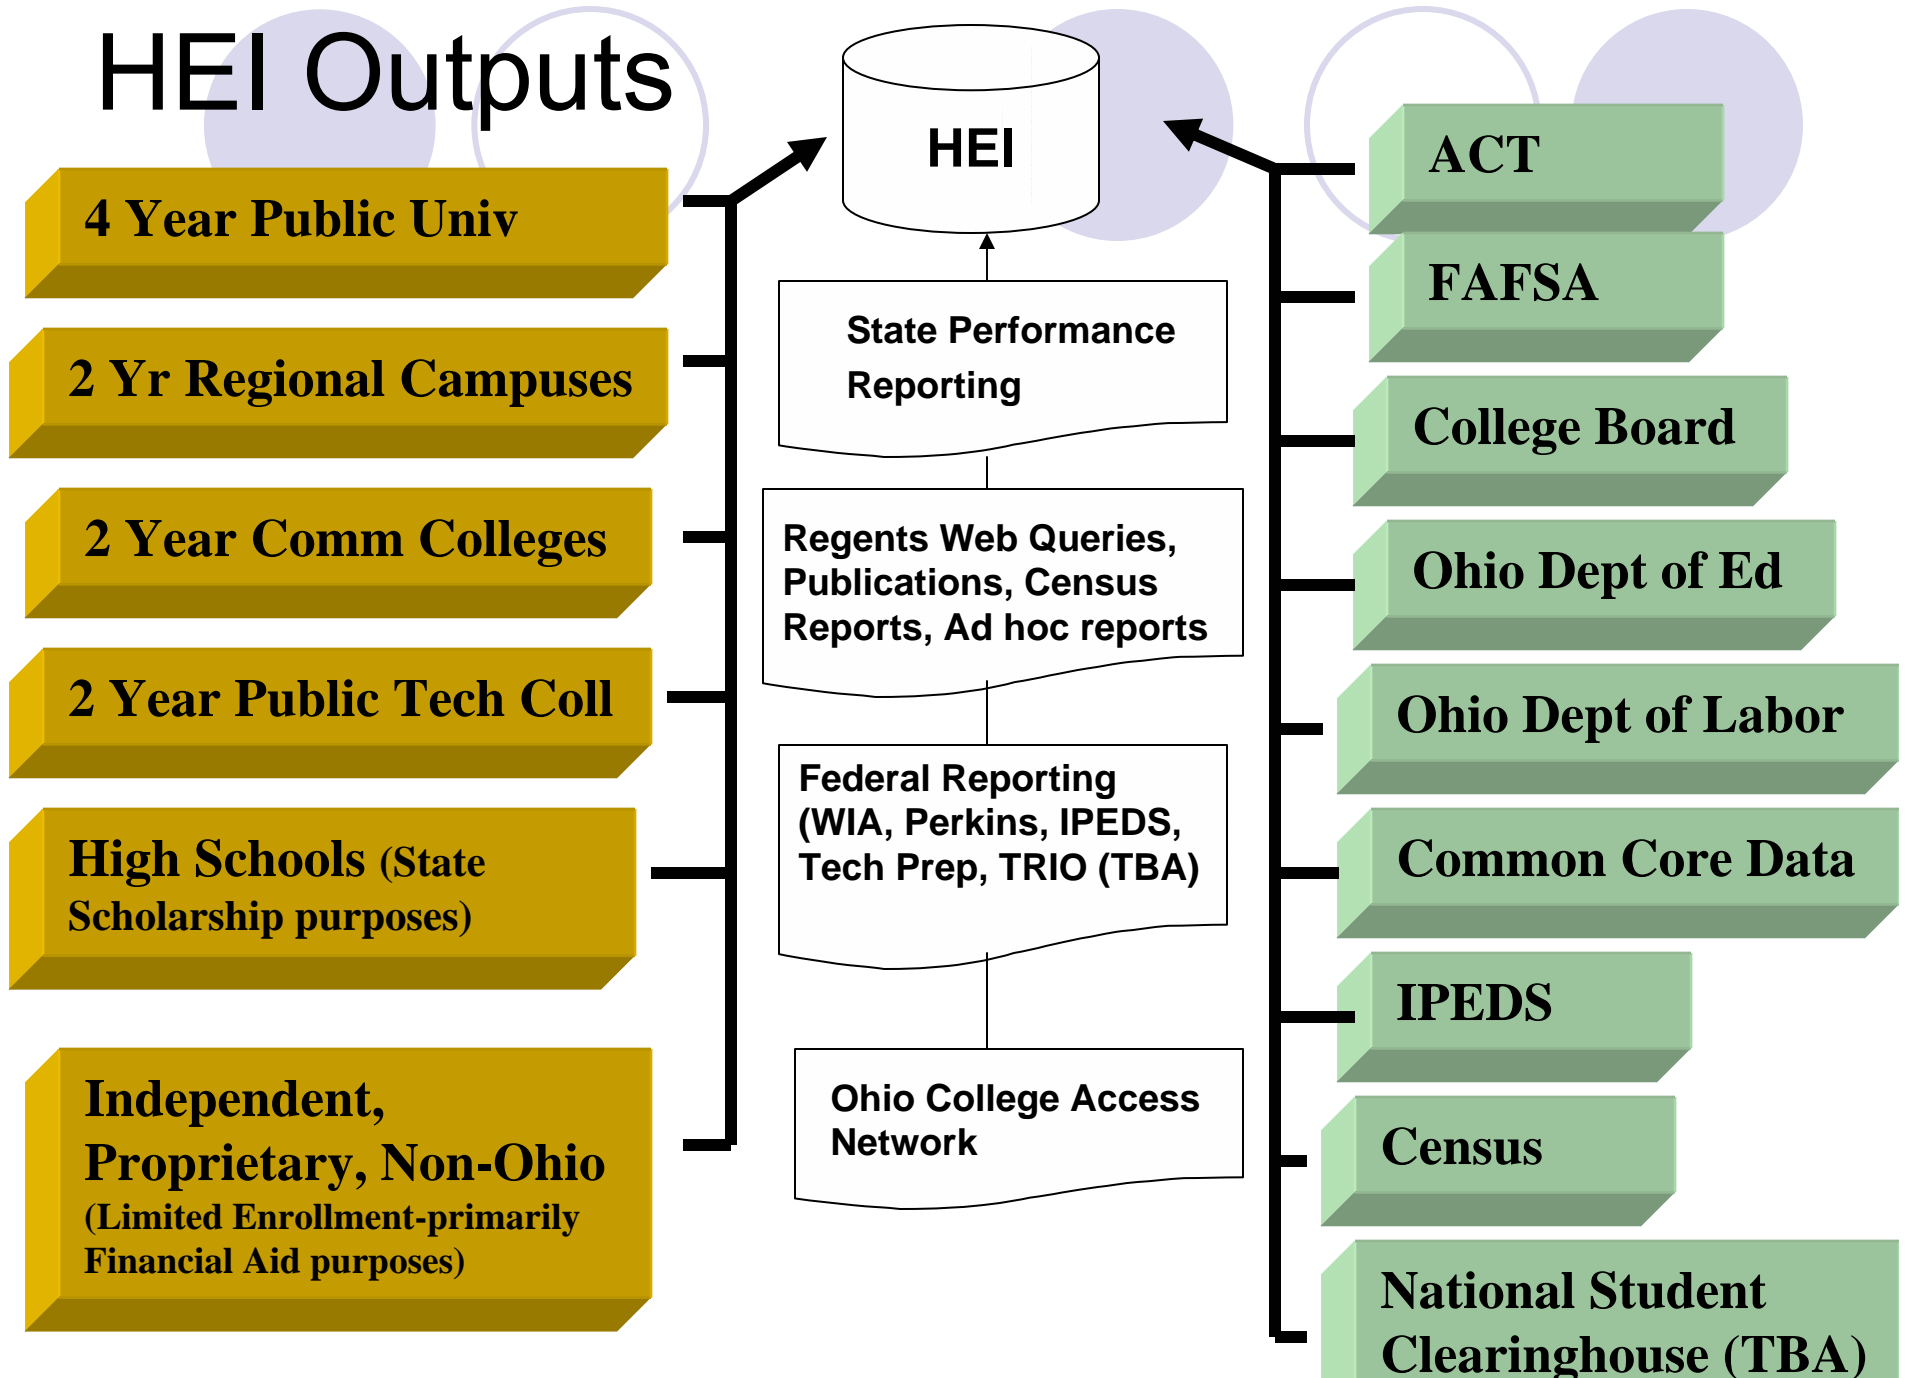 HEI Outputs
HEI
4 Year Public Univ
2 Yr Regional Campuses
2 Year Comm Colleges
2 Year Public Tech Coll
High Schools (State
Scholarship purposes)
Independent,
Proprietary, Non-Ohio
(Limited Enrollment-primarily
Financial Aid purposes)
State Performance
Reporting
Regents Web Queries,
Publications, Census
Reports, Ad hoc reports
Federal Reporting
(WIA, Perkins, IPEDS,
Tech Prep, TRIO (TBA)
Ohio College Access
Network
ACT
FAFSA
College Board
Ohio Dept of Ed
Ohio Dept of Labor
Common Core Data
IPEDS
Census
National Student
Clearinghouse (TBA)